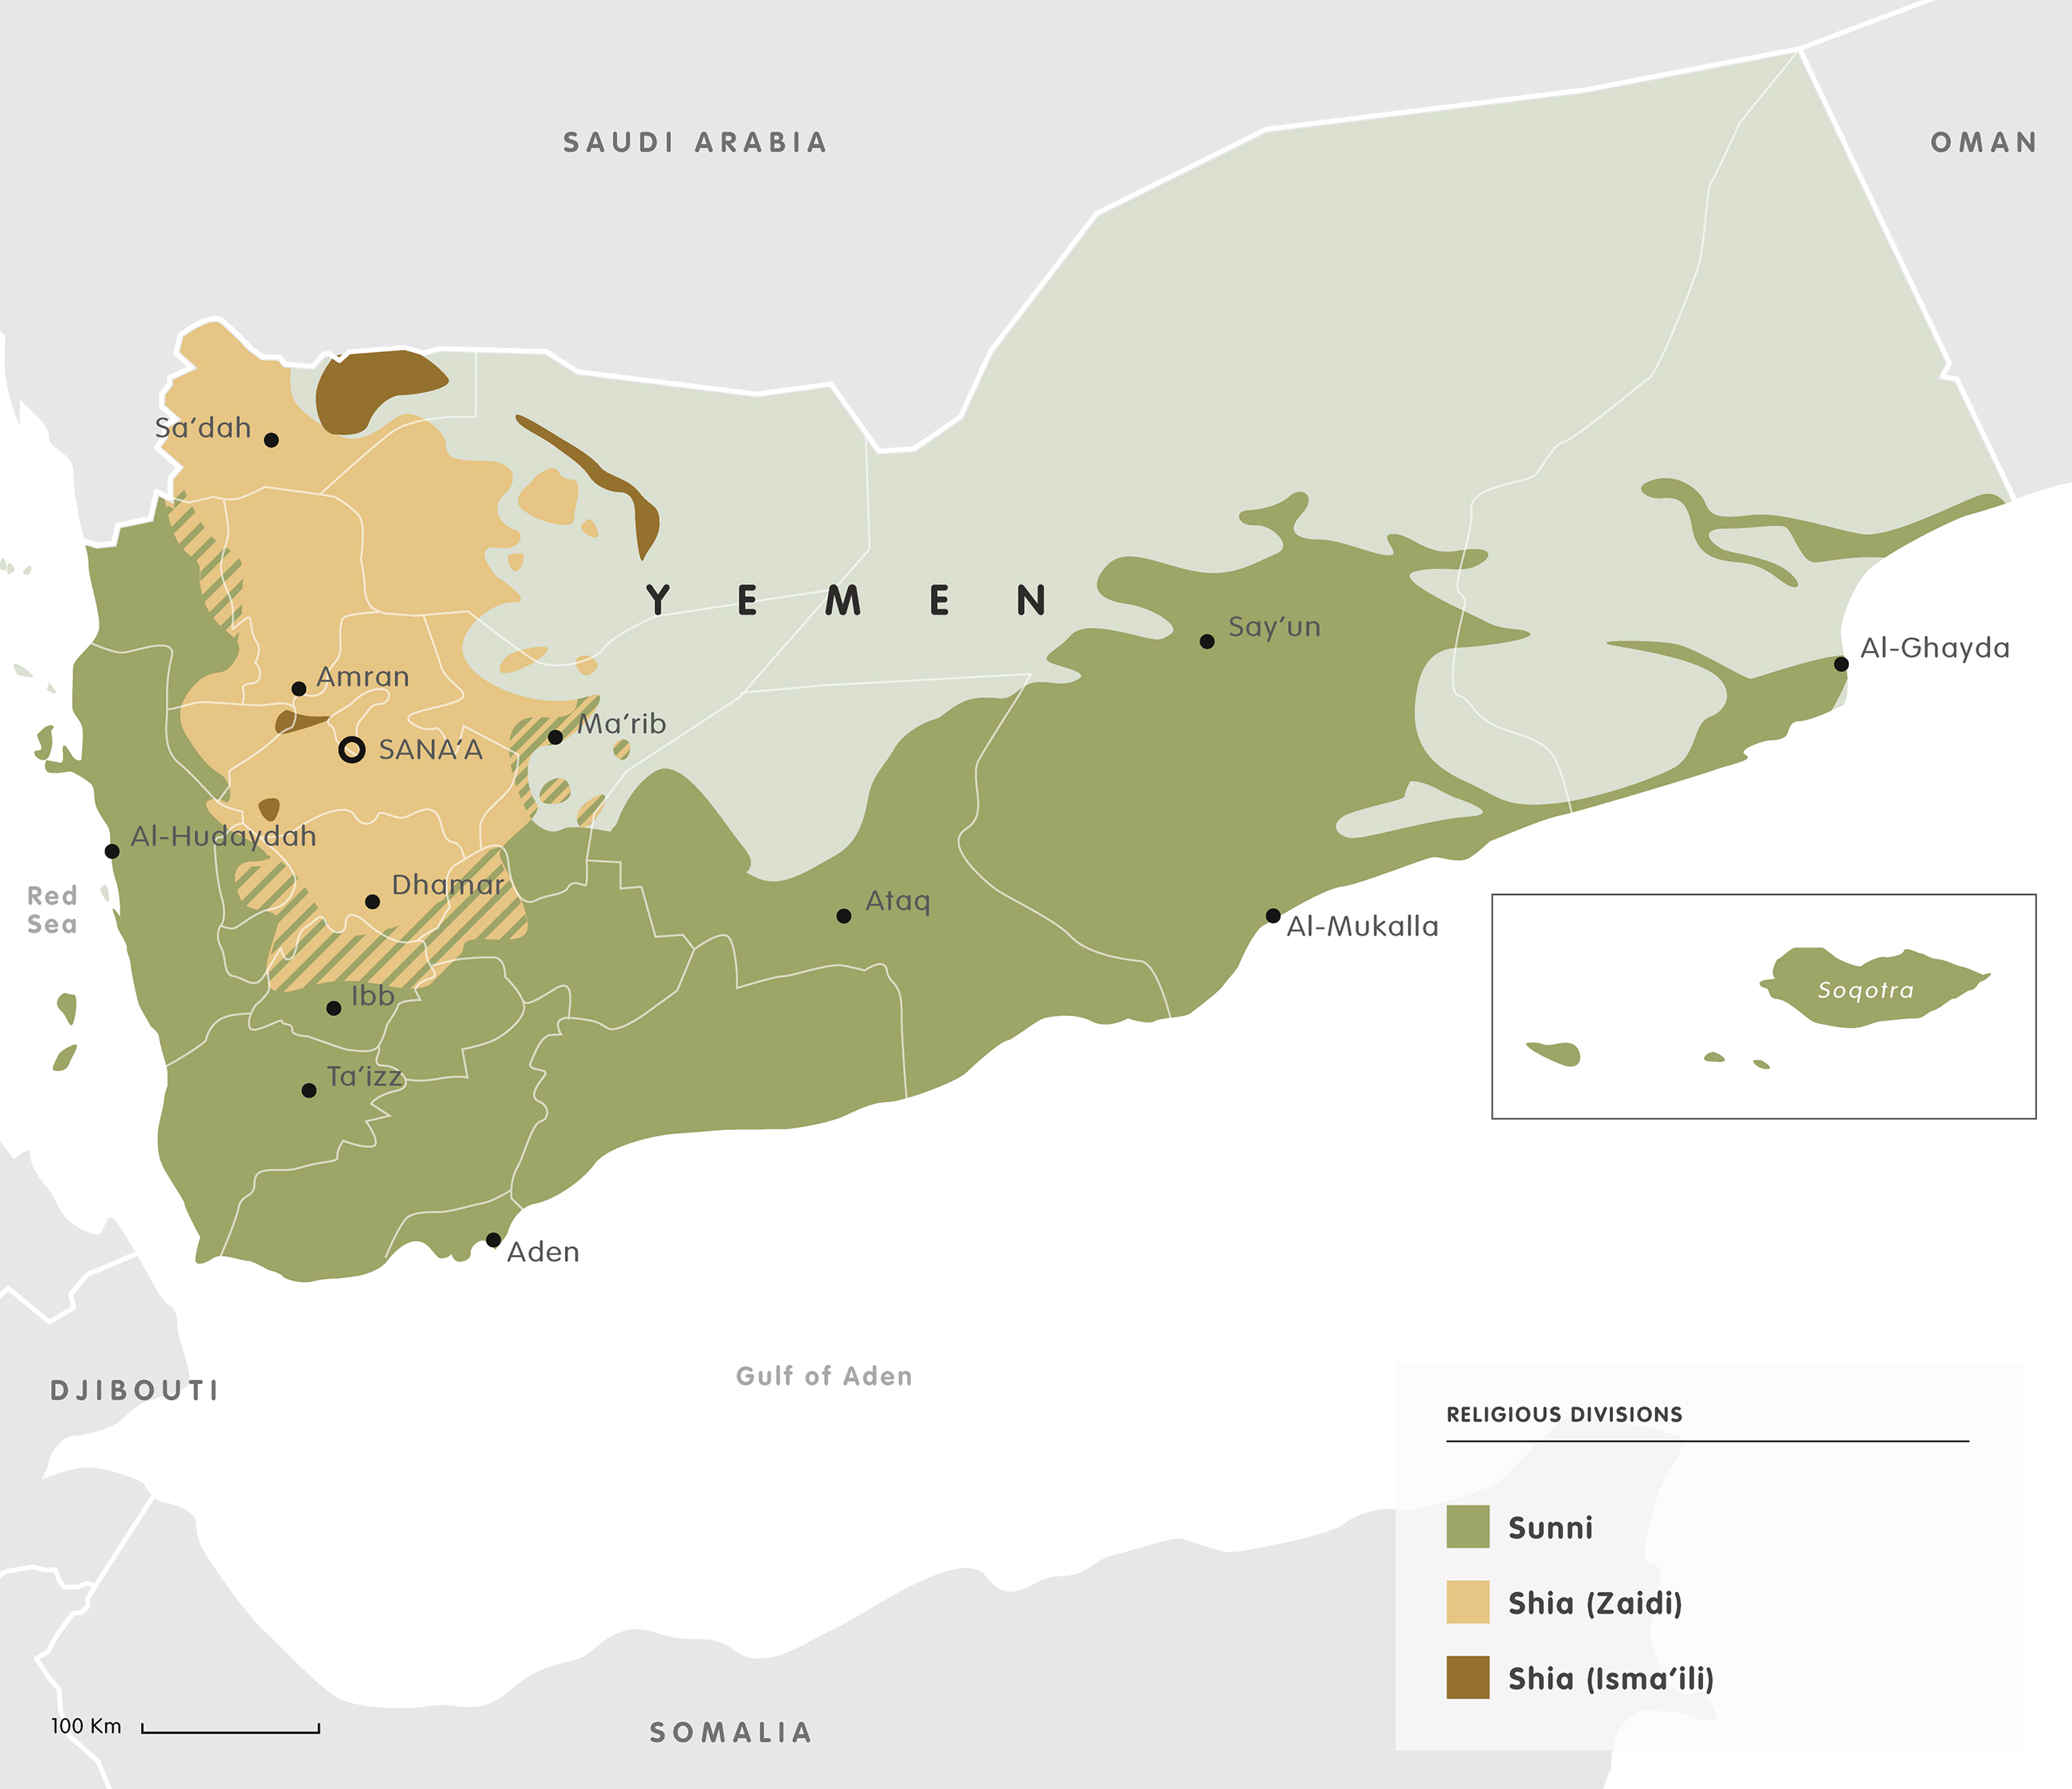 SAUDI ARABIA
OMAN
Sa’dah
YEMEN
Say’un
Al-Ghayda
Amran
Ma’rib
SANA’A
Al-Hudaydah
Dhamar
Red
Sea
Ataq
Al-Mukalla
Soqotra
Ibb
Ta’izz
Aden
Gulf of Aden
DJIBOUTI
RELIGIOUS DIVISIONS
Sunni
Shia (Zaidi)
Shia (Isma’ili)
100 Km
SOMALIA